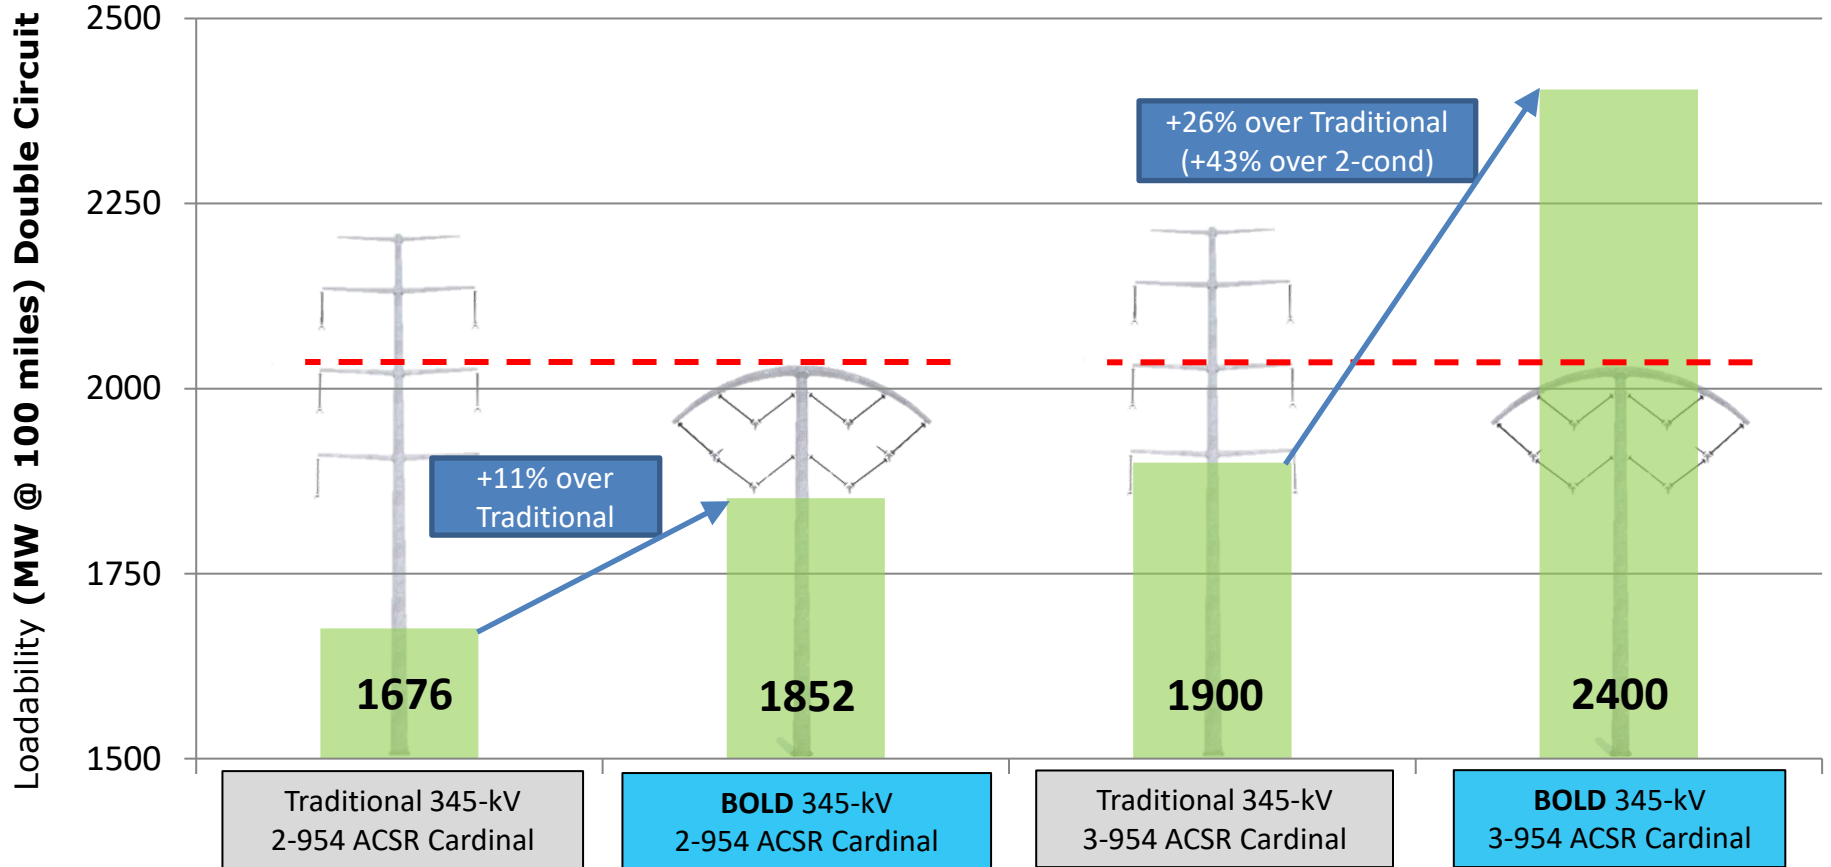 Loadability (MW @ 100 miles) Double Circuit
2500
2250
2000
1750
1500
+11% over
Traditional
+26% over Traditional
(+43% over 2-cond)
1676
1852
1900
2400
Traditional 345-kV
2-954 ACSR Cardinal
BOLD 345-kV
2-954 ACSR Cardinal
Traditional 345-kV
3-954 ACSR Cardinal
BOLD 345-kV
3-954 ACSR Cardinal